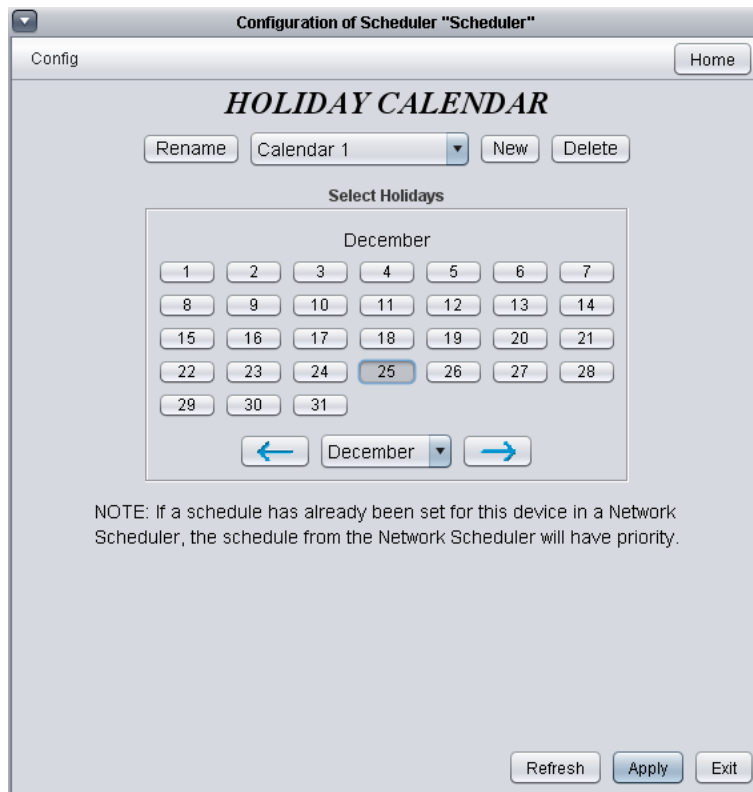 Configuration of Scheduler "Scheduler"
Config Home
HOLIDAY CALENDAR
Rename Calendar 1 New Delete
Select Holidays
December
1 2 3 4 5 6 7
8 9 10 11 12 13 14
15 16 17 18 19 20 21
22 23 24 25 26 27 28
29 30 31
December
NOTE: If a schedule has already been set for this device in a Network
Scheduler, the schedule from the Network Scheduler will have priority.
Refresh Apply Exit